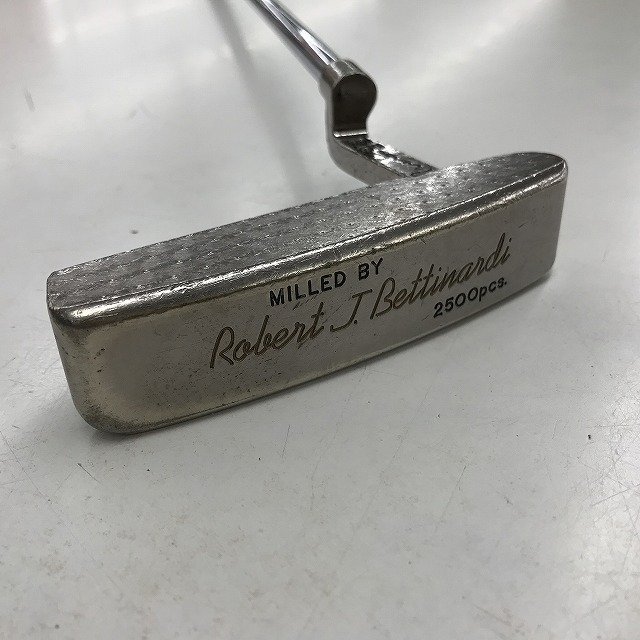 MILLED BY
Robert J. Bettinardi
2500pcs.